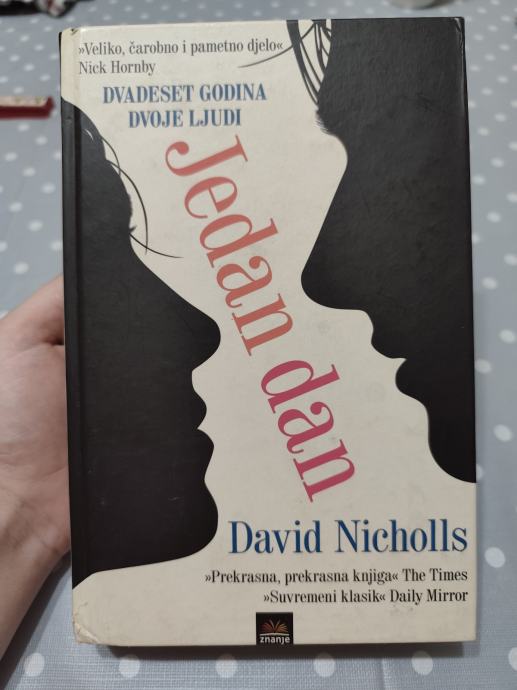 »Veliko, čarobno i pametno djelo«
Nick Hornby
DVADESET GODINA
DVOJE LJUDI
Jedan dan
David Nicholls
»Prekrasna, prekrasna knjiga« The Times
»Suvremeni klasik« Daily Mirror
znanje